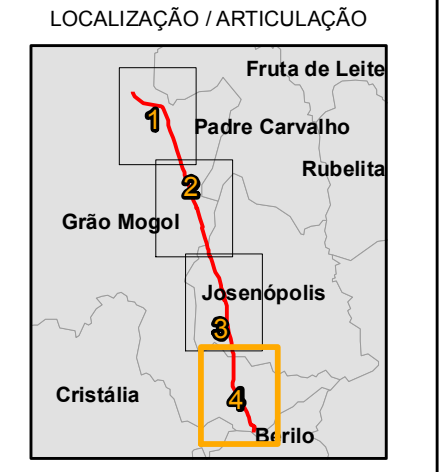 LOCALIZAÇÃO / ARTICULAÇÃO
Fruta de Leite
1
Padre Carvalho
Rubelita
2
Grão Mogol
Josenópolis
3
Cristália
4
Berilo